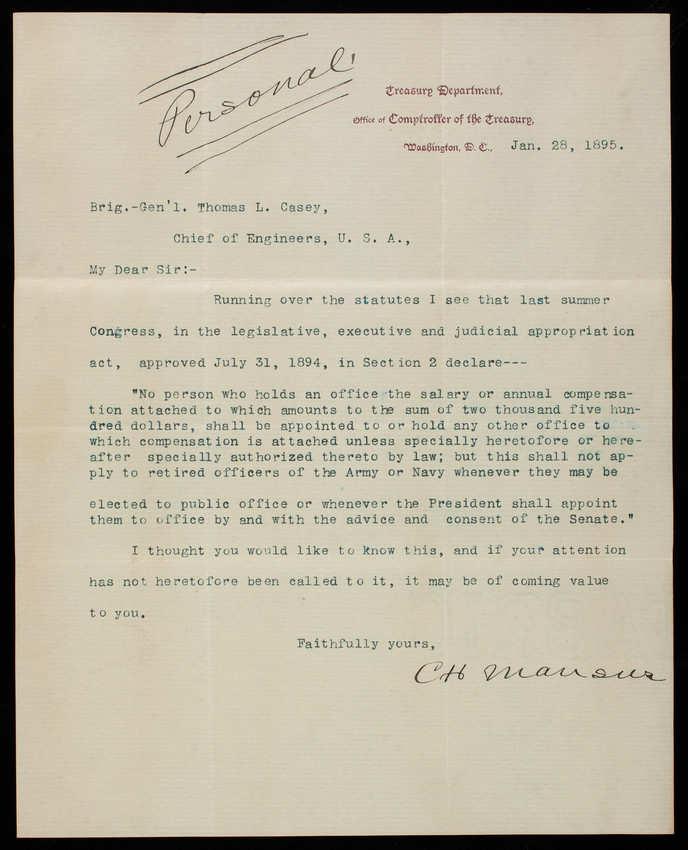 Personal.
Treasury Department,
Office of Comptroller of the Treasury,
Washington, D. C., Jan. 28, 1895.
Brig.-Gen'l. Thomas L. Casey,
Chief of Engineers, U. S. A.,
My Dear Sir:-
Running over the statutes I see that last summer
Congress, in the legislative, executive and judicial appropriation
act, approved July 31, 1894, in Section 2 declare---
"No person who holds an office the salary or annual compensa-
tion attached to which amounts to the sum of two thousand five hun-
dred dollars, shall be appointed to or hold any other office to
which compensation is attached unless specially heretofore or here-
after specially authorized thereto by law; but this shall not ap-
ply to retired officers of the Army or Navy whenever they may be
elected to public office or whenever the President shall appoint
them to office by and with the advice and consent of the Senate."
I thought you would like to know this, and if your attention
has not heretofore been called to it, it may be of coming value
to you.
Faithfully yours,
CH Mansur